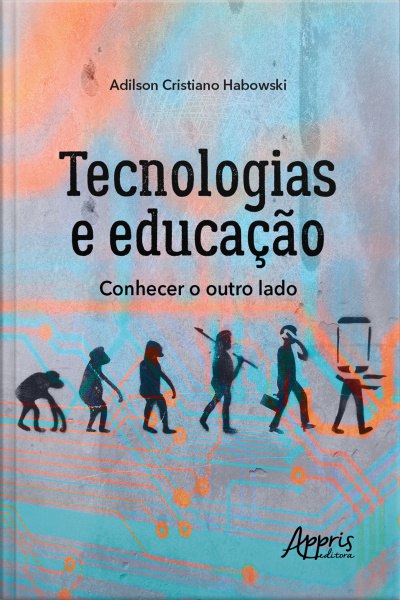 Adilson Cristiano Habowski
Tecnologias
e educação
Conhecer o outro lado
Appris
editora